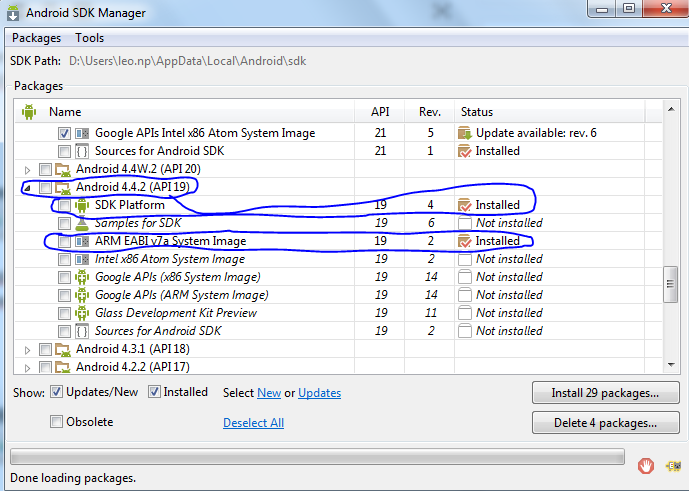 Android SDK Manager
Packages Tools
SDK Path: D:\Users\leo.np\AppData\Local\Android\sdk
Packages
Name API Rev. Status
Google APIs Intel x86 Atom System Image 21 5 Update available: rev. 6
Sources for Android SDK 21 1 Installed
Android 4.4W.2 (API 20)
Android 4.4.2 (API 19)
SDK Platform 19 4 Installed
Samples for SDK 19 6 Not installed
ARM EABI v7a System Image 19 2 Installed
Intel x86 Atom System Image 19 2 Not installed
Google APIs (x86 System Image) 19 14 Not installed
Google APIs (ARM System Image) 19 14 Not installed
Glass Development Kit Preview 19 11 Not installed
Sources for Android SDK 19 2 Not installed
Android 4.3.1 (API 18)
Android 4.2.2 (API 17)
Show: Updates/New Installed Select New or Updates Install 29 packages...
Obsolete Deselect All Delete 4 packages...
Done loading packages.